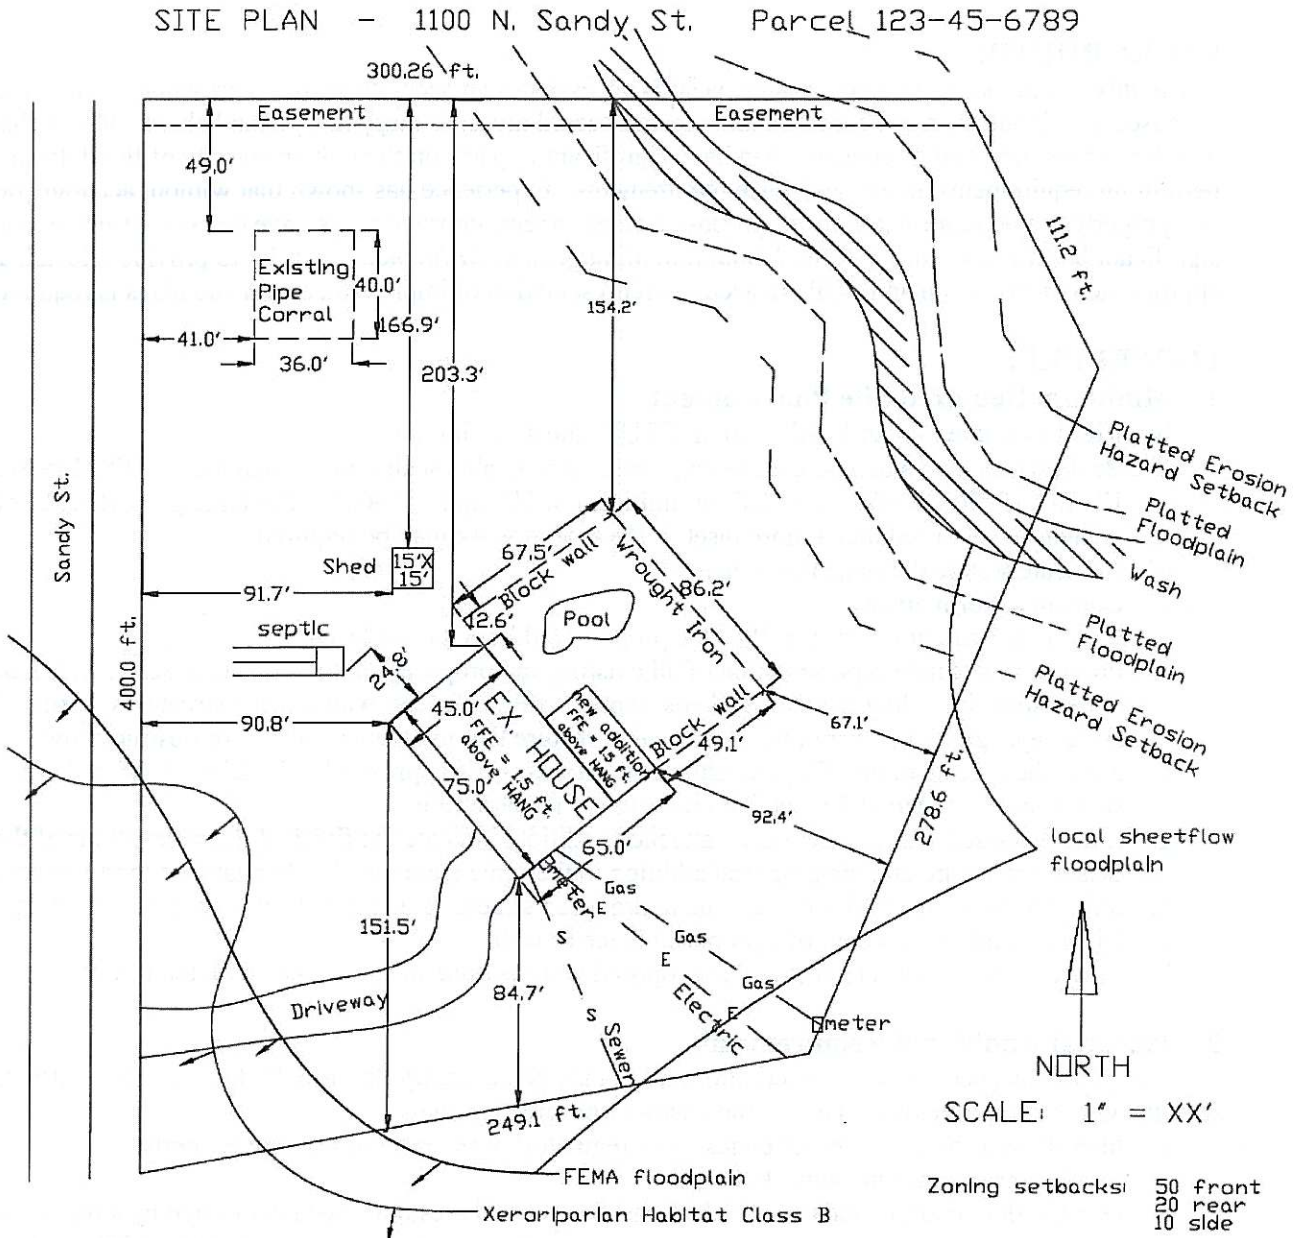 SITE PLAN - 1100 N. Sandy St. Parcel 123-45-6789
300.26 ft.
Easement
Easement
49.0'
111.2' ft.
Existing
Pipe
Corral
40.0'
166.9'
154.2'
41.0'
36.0'
203.3'
Platted Erosion
Hazard Setback
Platted
Floodplain
Wash
Sandy St.
67.5'
Block wall
Wrought Iron
86.2'
Shed
15'X
15'
91.7'
12.6'
Pool
septic
400.0 ft.
24.8'
Platted
Floodplain
Platted Erosion
Hazard Setback
90.8'
45.0'
EX. HOUSE
FFE = 1.5 ft.
above HANG
75.0'
new addition
FFE = 1.5 ft.
above HANG
Block wall
49.1'
67.1'
278.6 ft.
92.4'
65.0'
local sheetflow
floodplain
meter
Gas
E
Gas
E
Gas
E
Electric
meter
151.5'
84.7'
S
S
Sewer
Driveway
249.1 ft.
NORTH
SCALE: 1" = XX'
FEMA floodplain
Xeroriparian Habitat Class B
Zoning setbacks: 50 front
20 rear
10 side